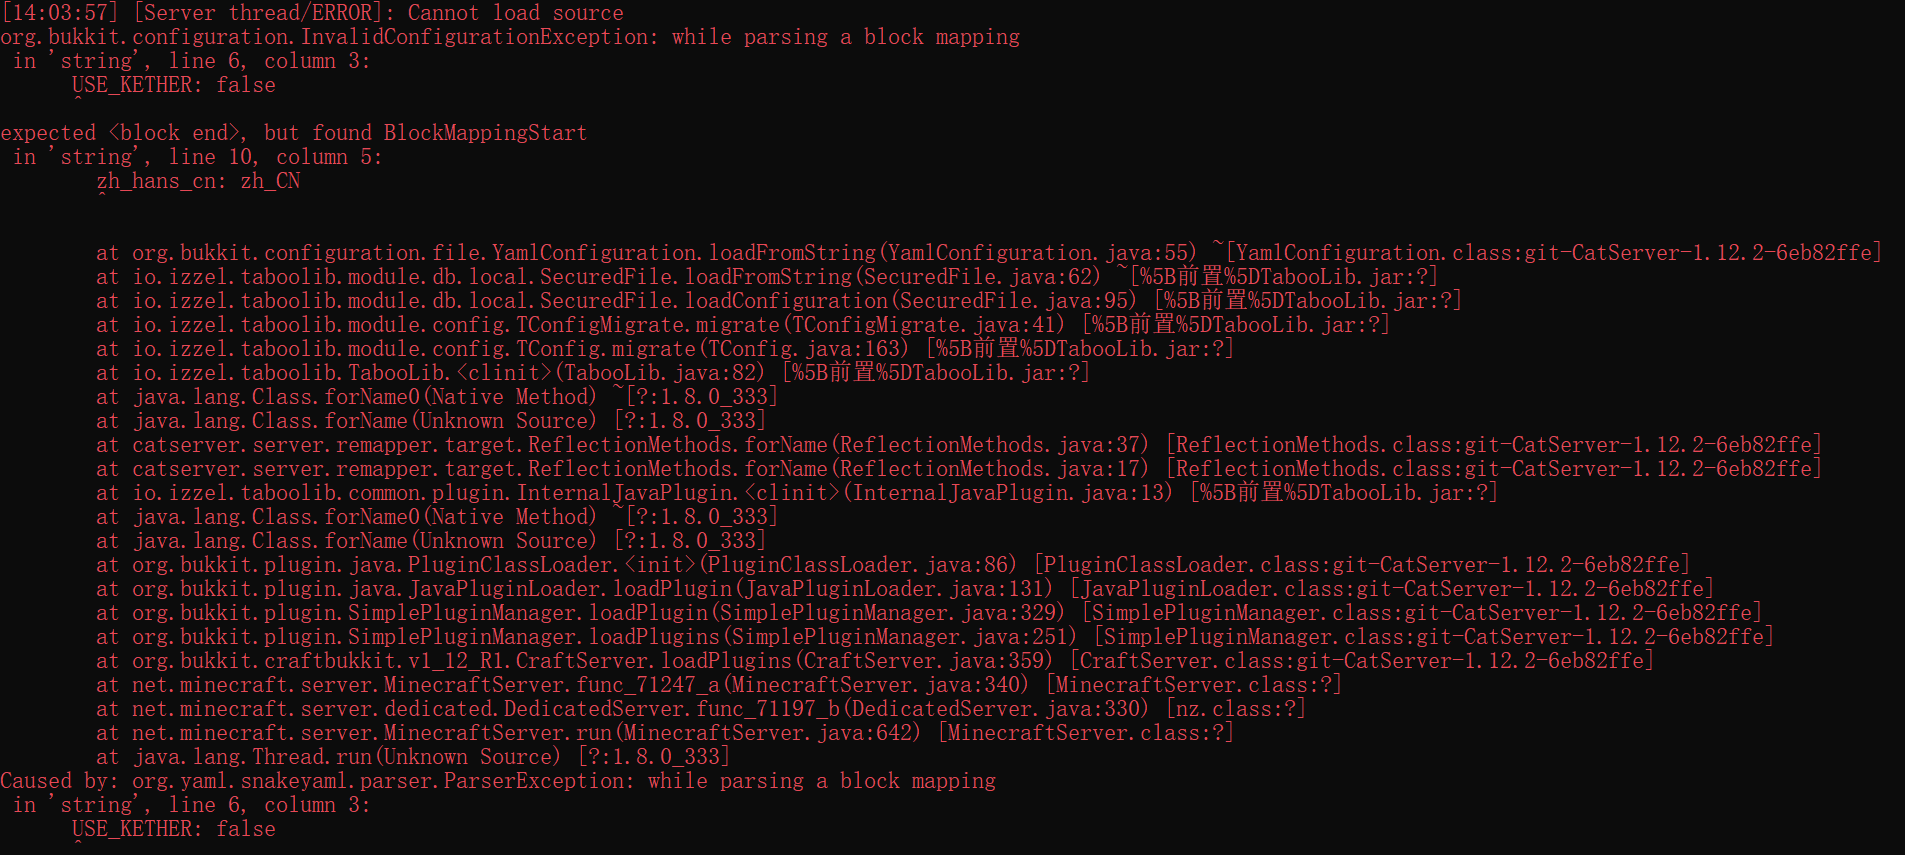 [14:03:57] [Server thread/ERROR]: Cannot load source
org.bukkit.configuration.InvalidConfigurationException: while parsing a block mapping
 in 'string', line 6, column 3:
      USE_KETHER: false
      ^
expected <block end>, but found BlockMappingStart
 in 'string', line 10, column 5:
        zh_hans_cn: zh_CN
        ^
        at org.bukkit.configuration.file.YamlConfiguration.loadFromString(YamlConfiguration.java:55) ~[YamlConfiguration.class:git-CatServer-1.12.2-6eb82ffe]
        at io.izzel.taboolib.module.db.local.SecuredFile.loadFromString(SecuredFile.java:62) ~[%5B前置%5DTabooLib.jar:?]
        at io.izzel.taboolib.module.db.local.SecuredFile.loadConfiguration(SecuredFile.java:95) [%5B前置%5DTabooLib.jar:?]
        at io.izzel.taboolib.module.config.TConfigMigrate.migrate(TConfigMigrate.java:41) [%5B前置%5DTabooLib.jar:?]
        at io.izzel.taboolib.module.config.TConfig.migrate(TConfig.java:163) [%5B前置%5DTabooLib.jar:?]
        at io.izzel.taboolib.TabooLib.<clinit>(TabooLib.java:82) [%5B前置%5DTabooLib.jar:?]
        at java.lang.Class.forName0(Native Method) ~[?:1.8.0_333]
        at java.lang.Class.forName(Unknown Source) [?:1.8.0_333]
        at catserver.server.remapper.target.ReflectionMethods.forName(ReflectionMethods.java:37) [ReflectionMethods.class:git-CatServer-1.12.2-6eb82ffe]
        at catserver.server.remapper.target.ReflectionMethods.forName(ReflectionMethods.java:17) [ReflectionMethods.class:git-CatServer-1.12.2-6eb82ffe]
        at io.izzel.taboolib.common.plugin.InternalJavaPlugin.<clinit>(InternalJavaPlugin.java:13) [%5B前置%5DTabooLib.jar:?]
        at java.lang.Class.forName0(Native Method) ~[?:1.8.0_333]
        at java.lang.Class.forName(Unknown Source) [?:1.8.0_333]
        at org.bukkit.plugin.java.PluginClassLoader.<init>(PluginClassLoader.java:86) [PluginClassLoader.class:git-CatServer-1.12.2-6eb82ffe]
        at org.bukkit.plugin.java.JavaPluginLoader.loadPlugin(JavaPluginLoader.java:131) [JavaPluginLoader.class:git-CatServer-1.12.2-6eb82ffe]
        at org.bukkit.plugin.SimplePluginManager.loadPlugin(SimplePluginManager.java:329) [SimplePluginManager.class:git-CatServer-1.12.2-6eb82ffe]
        at org.bukkit.plugin.SimplePluginManager.loadPlugins(SimplePluginManager.java:251) [SimplePluginManager.class:git-CatServer-1.12.2-6eb82ffe]
        at org.bukkit.craftbukkit.v1_12_R1.CraftServer.loadPlugins(CraftServer.java:359) [CraftServer.class:git-CatServer-1.12.2-6eb82ffe]
        at net.minecraft.server.MinecraftServer.func_71247_a(MinecraftServer.java:340) [MinecraftServer.class:?]
        at net.minecraft.server.dedicated.DedicatedServer.func_71197_b(DedicatedServer.java:330) [nz.class:?]
        at net.minecraft.server.MinecraftServer.run(MinecraftServer.java:642) [MinecraftServer.class:?]
        at java.lang.Thread.run(Unknown Source) [?:1.8.0_333]
Caused by: org.yaml.snakeyaml.parser.ParserException: while parsing a block mapping
 in 'string', line 6, column 3:
      USE_KETHER: false
      ^